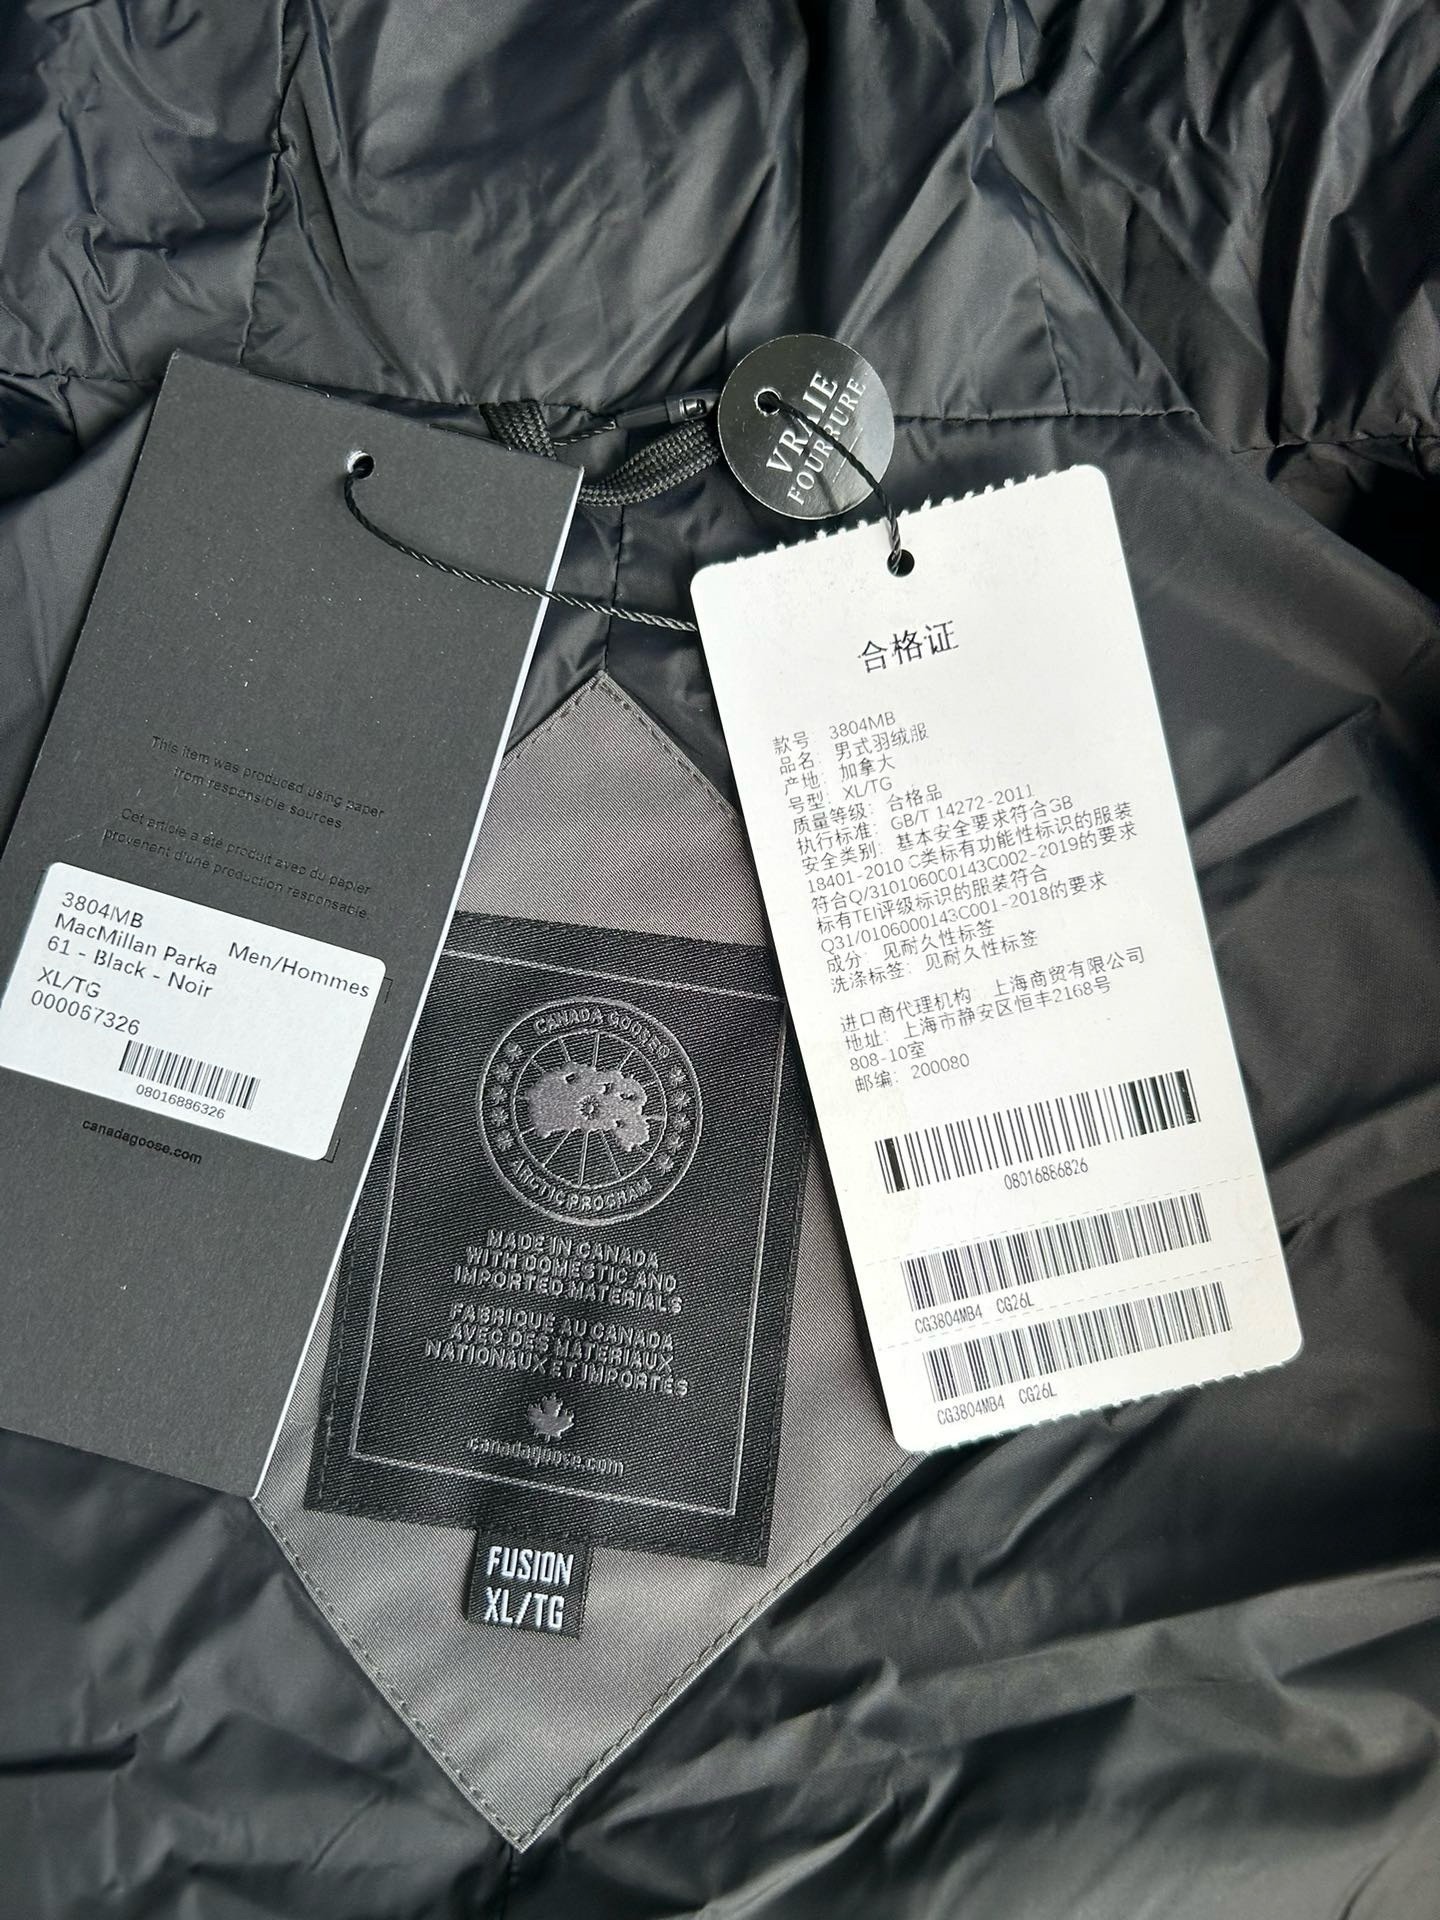 VRAIE
FOURRURE
This item was produced using paper
from responsible sources
Cet article a été produit avec du papier
provenant d'une production responsable.
3804MB
MacMillan Parka Men/Hommes
61 - Black - Noir
XL/TG
000067326
08016886326
canadagoose.com
合格证
款号 3804MB
品名: 男式羽绒服
产地: 加拿大
号型: XL/TG
质量等级: 合格品
执行标准: GB/T 14272-2011
安全类别: 基本安全要求符合GB
18401-2010 C类标有功能性标识的服装
符合Q/3101060C0143C002-2019的要求
标有TEI评级标识的服装符合
Q31/0106000143C001-2018的要求
成分: 见耐久性标签
洗涤标签: 见耐久性标签
进口商代理机构: 上海商贸有限公司
地址: 上海市静安区恒丰2168号
808-10室
邮编: 200080
08016886826
CG3804MB4 CG26L
CG3804MB4 CG26L
CANADA GOOSE
ARCTIC PROGRAM
MADE IN CANADA
WITH DOMESTIC AND
IMPORTED MATERIALS
FABRIQUÉ AU CANADA
AVEC DES MATERIAUX
NATIONAUX ET IMPORTÉS
canadagoose.com
FUSION
XL/TG